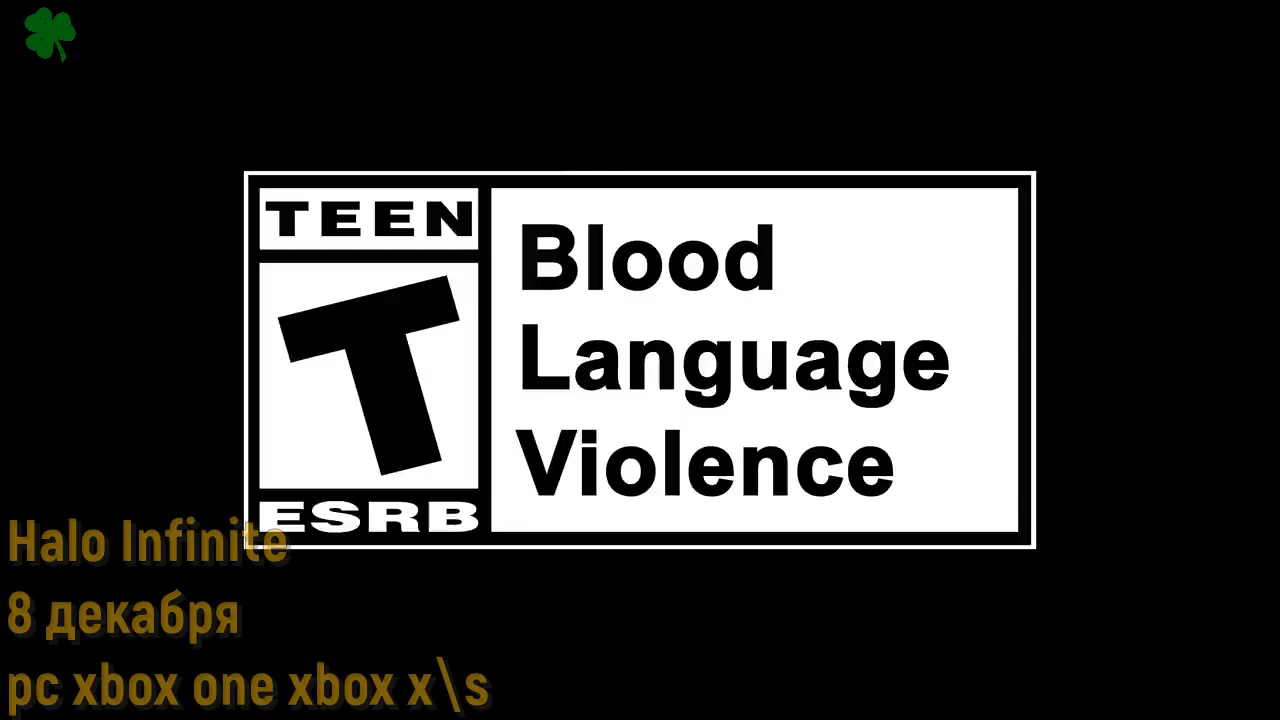 TEEN
T
ESRB
Blood
Language
Violence
Halo Infinite
8 декабря
pc xbox one xbox x\s